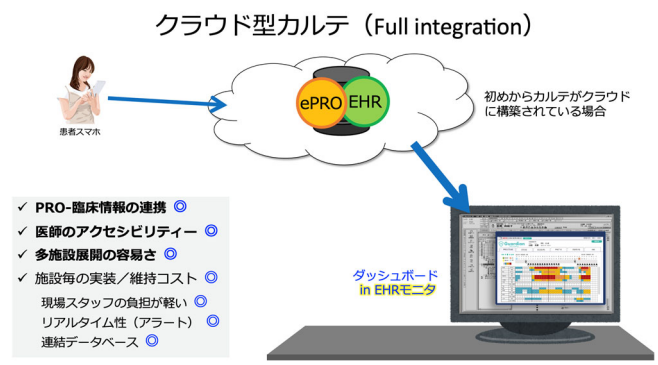 クラウド型カルテ（Full integration）
患者スマホ
ePRO
EHR
初めからカルテがクラウド
に構築されている場合
✓ PRO-臨床情報の連携 ◎
✓ 医師のアクセシビリティー ◎
✓ 多施設展開の容易さ ◎
✓ 施設毎の実装／維持コスト ◎
現場スタッフの負担が軽い ◎
リアルタイム性（アラート） ◎
連結データベース ◎
ダッシュボード
in EHRモニタ